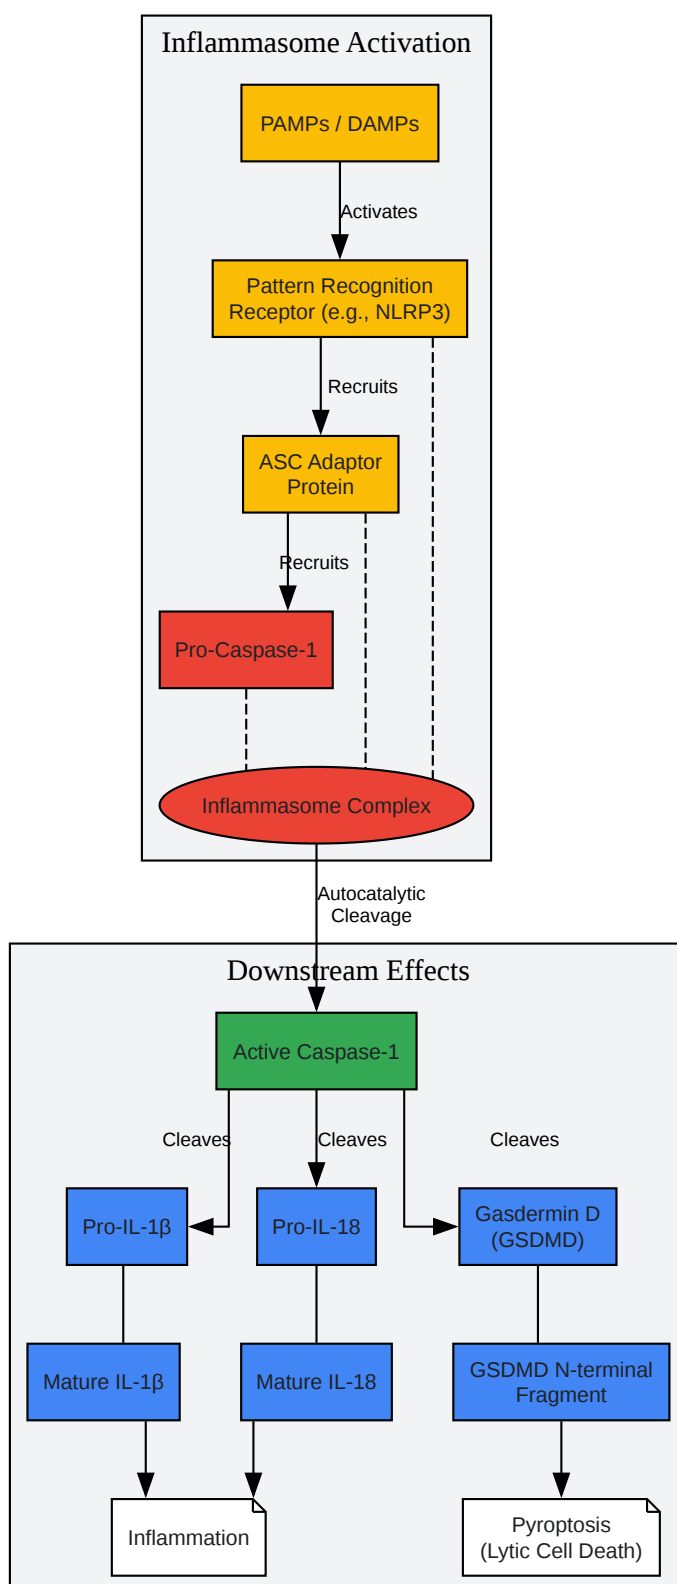 Inflammasome Activation
PAMPs / DAMPs
Activates
Pattern Recognition
Receptor (e.g., NLRP3)
Recruits
ASC Adaptor
Protein
Recruits
Pro-Caspase-1
Inflammasome Complex
Autocatalytic
Cleavage
Downstream Effects
Active Caspase-1
Cleaves
Cleaves
Cleaves
Pro-IL-1β
Pro-IL-18
Gasdermin D
(GSDMD)
Mature IL-1β
Mature IL-18
GSDMD N-terminal
Fragment
Inflammation
Pyroptosis
(Lytic Cell Death)